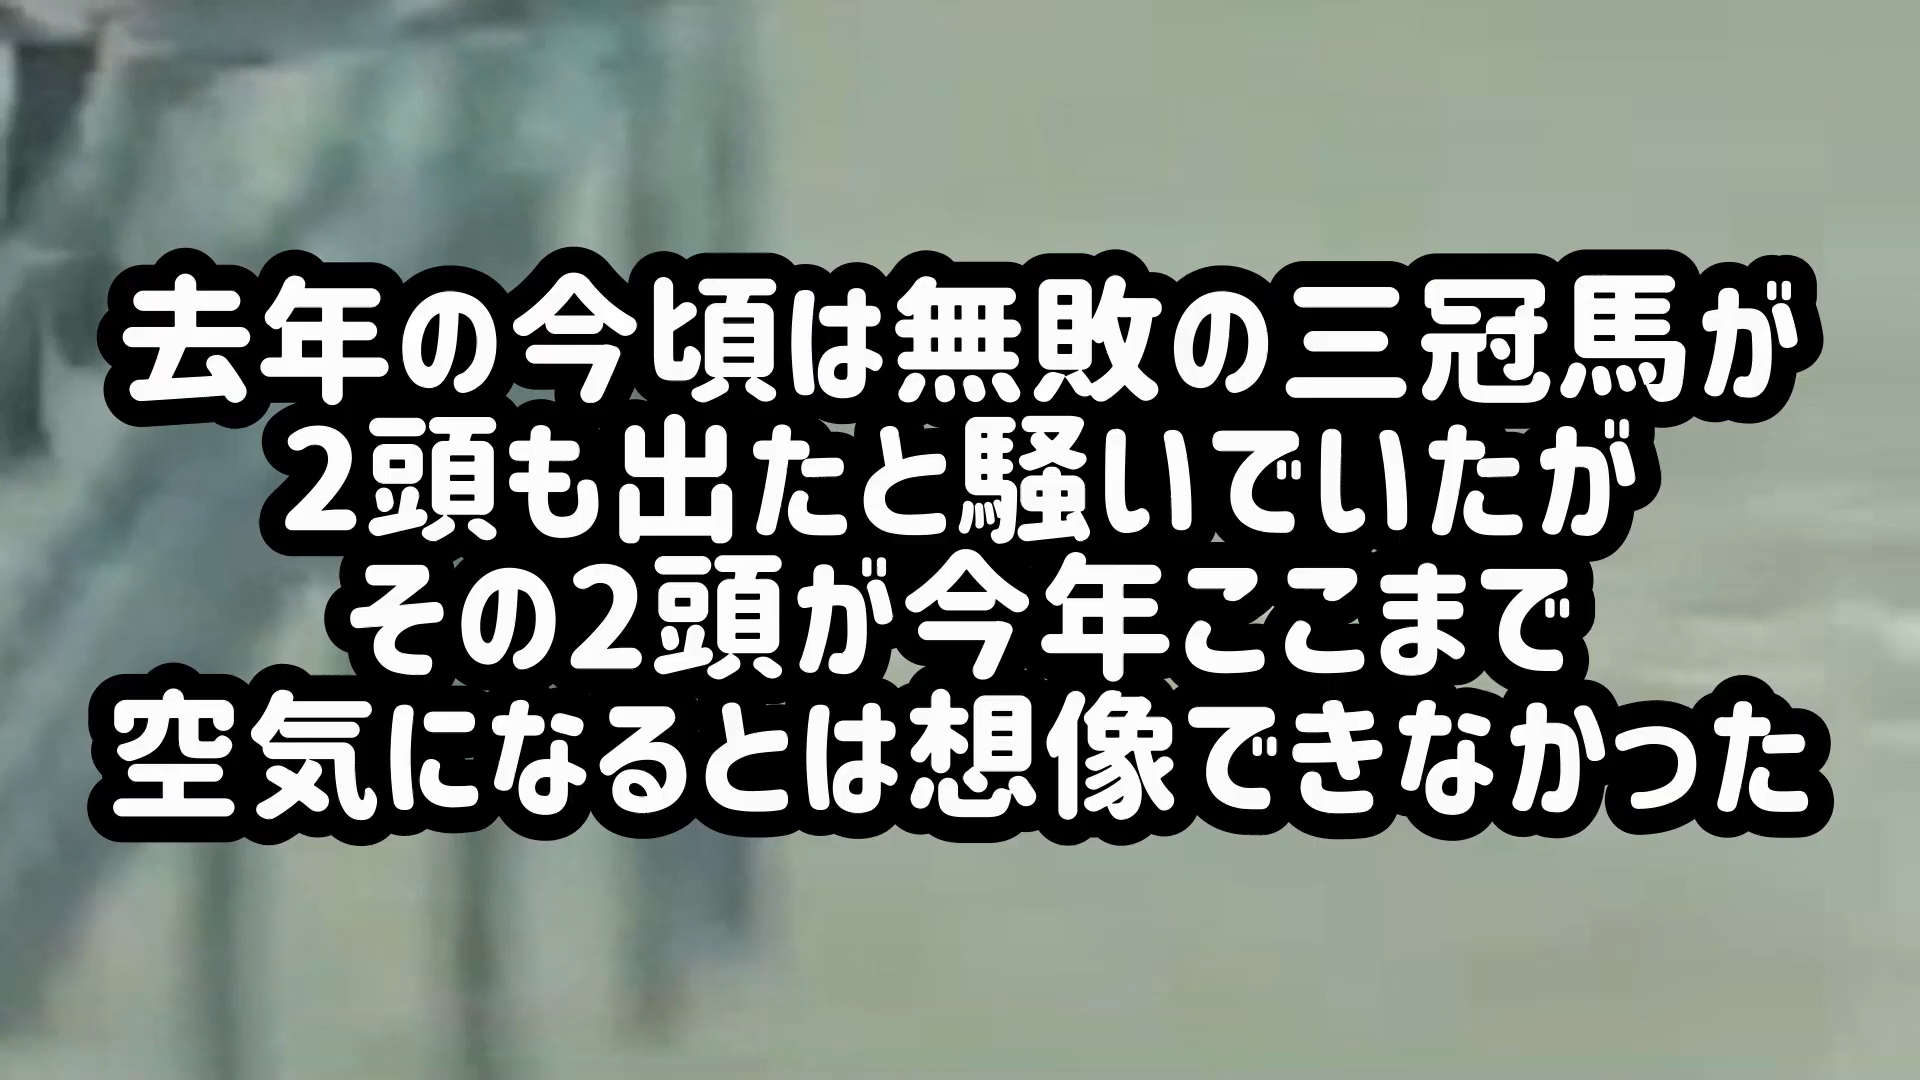 去年の今頃は無敗の三冠馬が
2頭も出たと騒いでいたが
その2頭が今年ここまで
空気になるとは想像できなかった